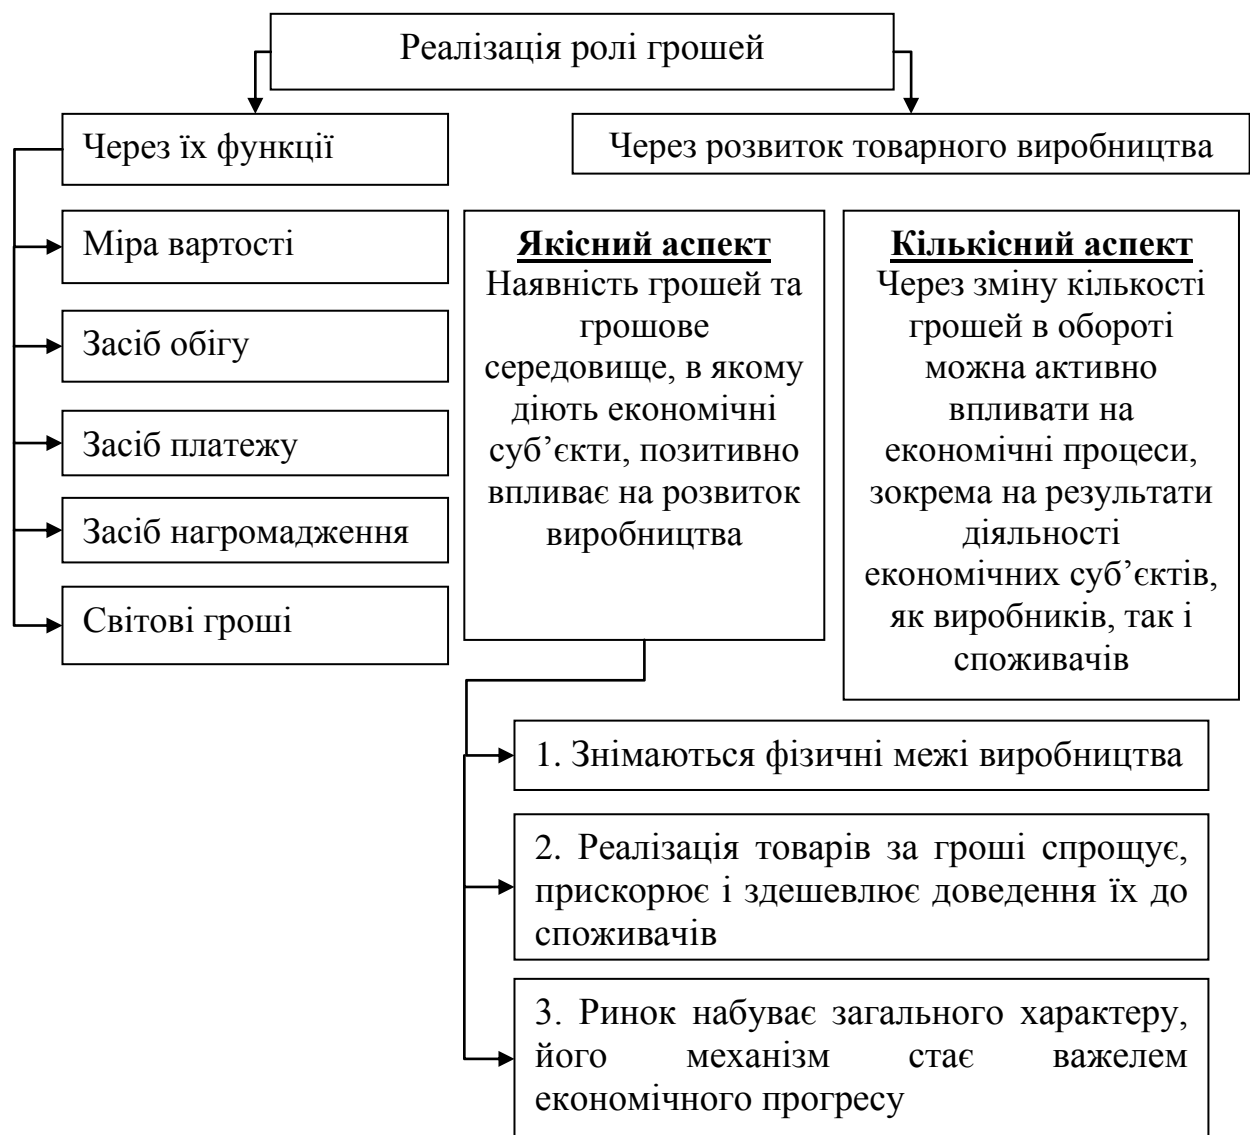 Реалізація ролі грошей
Через їх функції
Через розвиток товарного виробництва
Міра вартості
Засіб обігу
Засіб платежу
Засіб нагромадження
Світові гроші
Якісний аспект
Наявність грошей та
грошове
середовище, в якому
діють економічні
суб’єкти, позитивно
впливає на розвиток
виробництва
Кількісний аспект
Через зміну кількості
грошей в обороті
можна активно
впливати на
економічні процеси,
зокрема на результати
діяльності
економічних суб’єктів,
як виробників, так і
споживачів
1. Знімаються фізичні межі виробництва
2. Реалізація товарів за гроші спрощує,
прискорює і здешевлює доведення їх до
споживачів
3. Ринок набуває загального характеру,
його механізм стає важелем
економічного прогресу